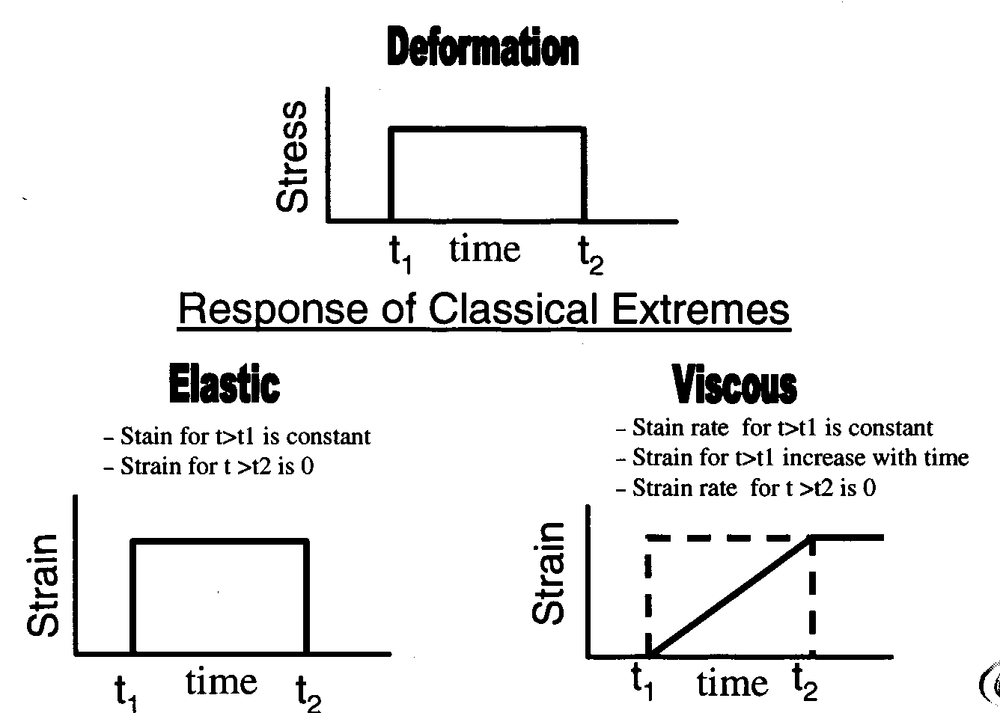 Deformation
Stress
t1 time t2
Response of Classical Extremes
Elastic
– Stain for t>t1 is constant
– Strain for t >t2 is 0
Strain
t1 time t2
Viscous
– Stain rate for t>t1 is constant
– Strain for t>t1 increase with time
– Strain rate for t >t2 is 0
Strain
t1 time t2